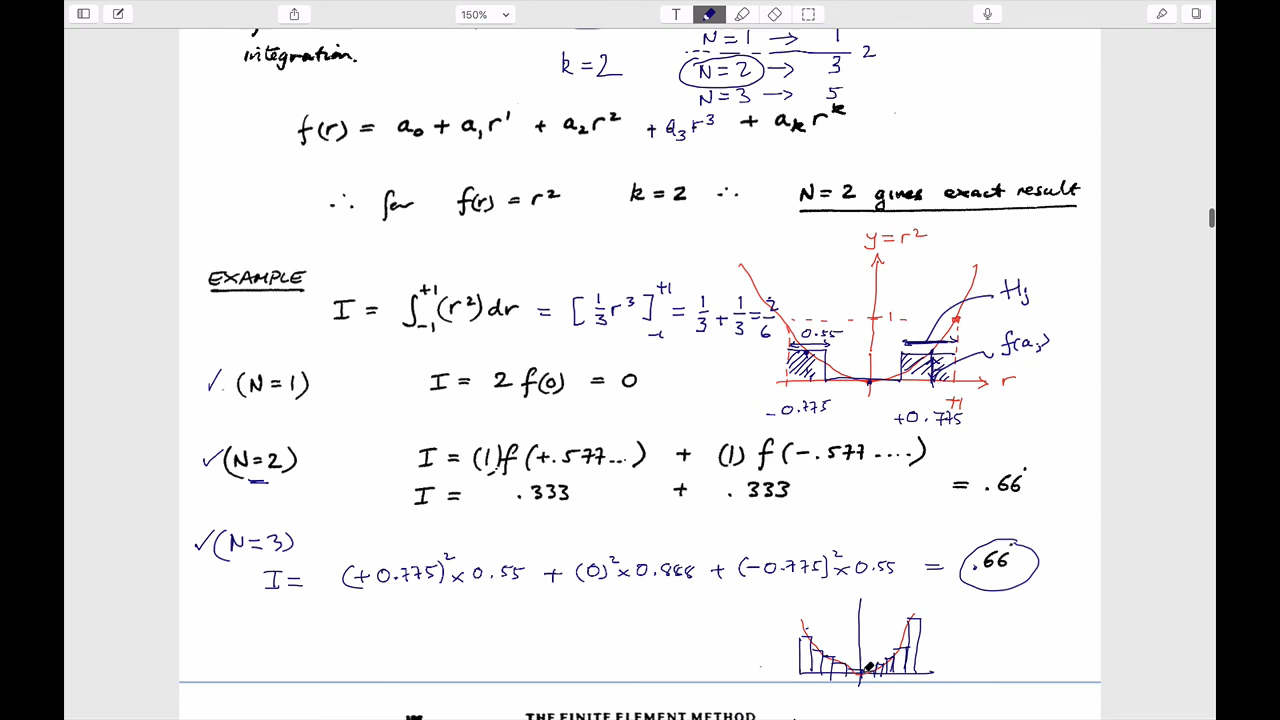 150%
integration.
k = 2
N = 1 → 1
2
N = 2 → 3
N = 3 → 5
f(r) = a₀ + a₁r¹ + a₂r² + a₃r³ + aₖrᵏ
∴ for f(r) = r² k = 2 ∴ N = 2 gives exact result
y = r²
EXAMPLE
I = ∫₋₁⁺¹ (r²) dr = [⅓ r³]₋₁⁺¹ = 1/3 + 1/3 = 2/6
1
0.55
Hj
f(a₃)
r
+1
-0.775
+0.775
✓ (N=1) I = 2 f(0) = 0
✓ (N=2) I = (1) f(+.577...) + (1) f(-.577....)
I = .333 + .333 = .66̇
✓ (N=3)
I = (+0.775)² × 0.55 + (0)² × 0.888 + (-0.775)² × 0.55 = .66̇
THE FINITE ELEMENT METHOD